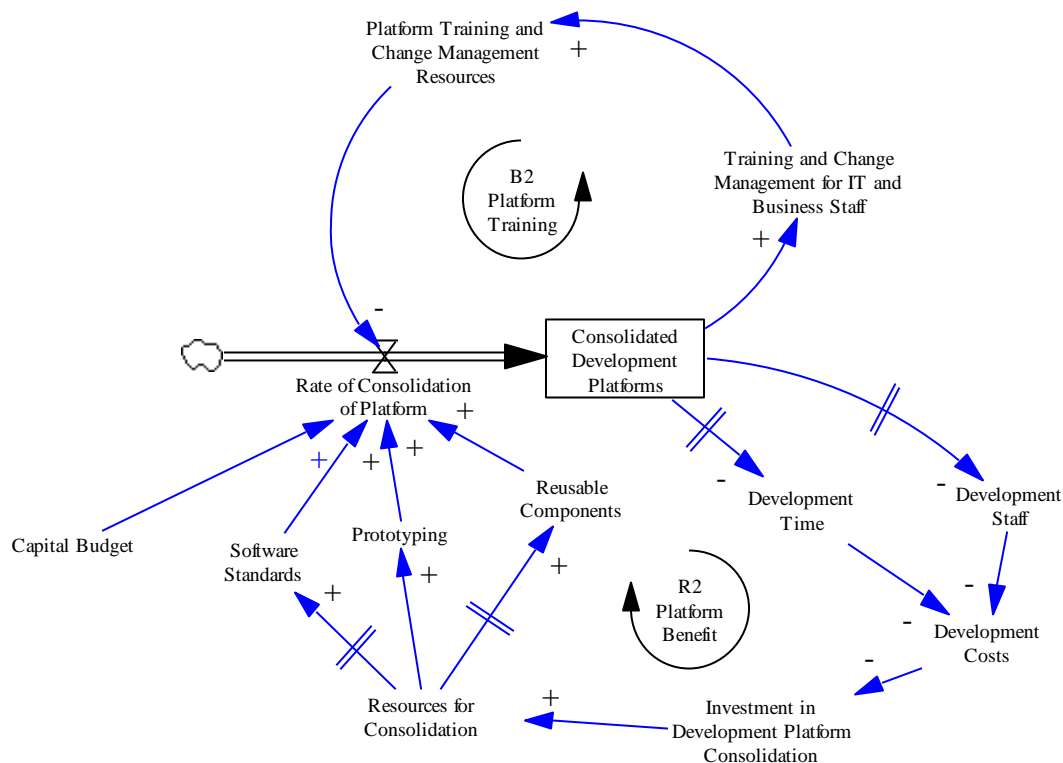 Platform Training and
Change Management
Resources
+
B2
Platform
Training
Training and Change
Management for IT and
Business Staff
+
-
Consolidated
Development
Platforms
Rate of Consolidation
of Platform
+
+
+
+
Capital Budget
Software
Standards
+
Prototyping
+
Reusable
Components
+
-
Development
Time
-
Development
Staff
R2
Platform
Benefit
-
-
Development
Costs
-
Investment in
Development Platform
Consolidation
+
Resources for
Consolidation